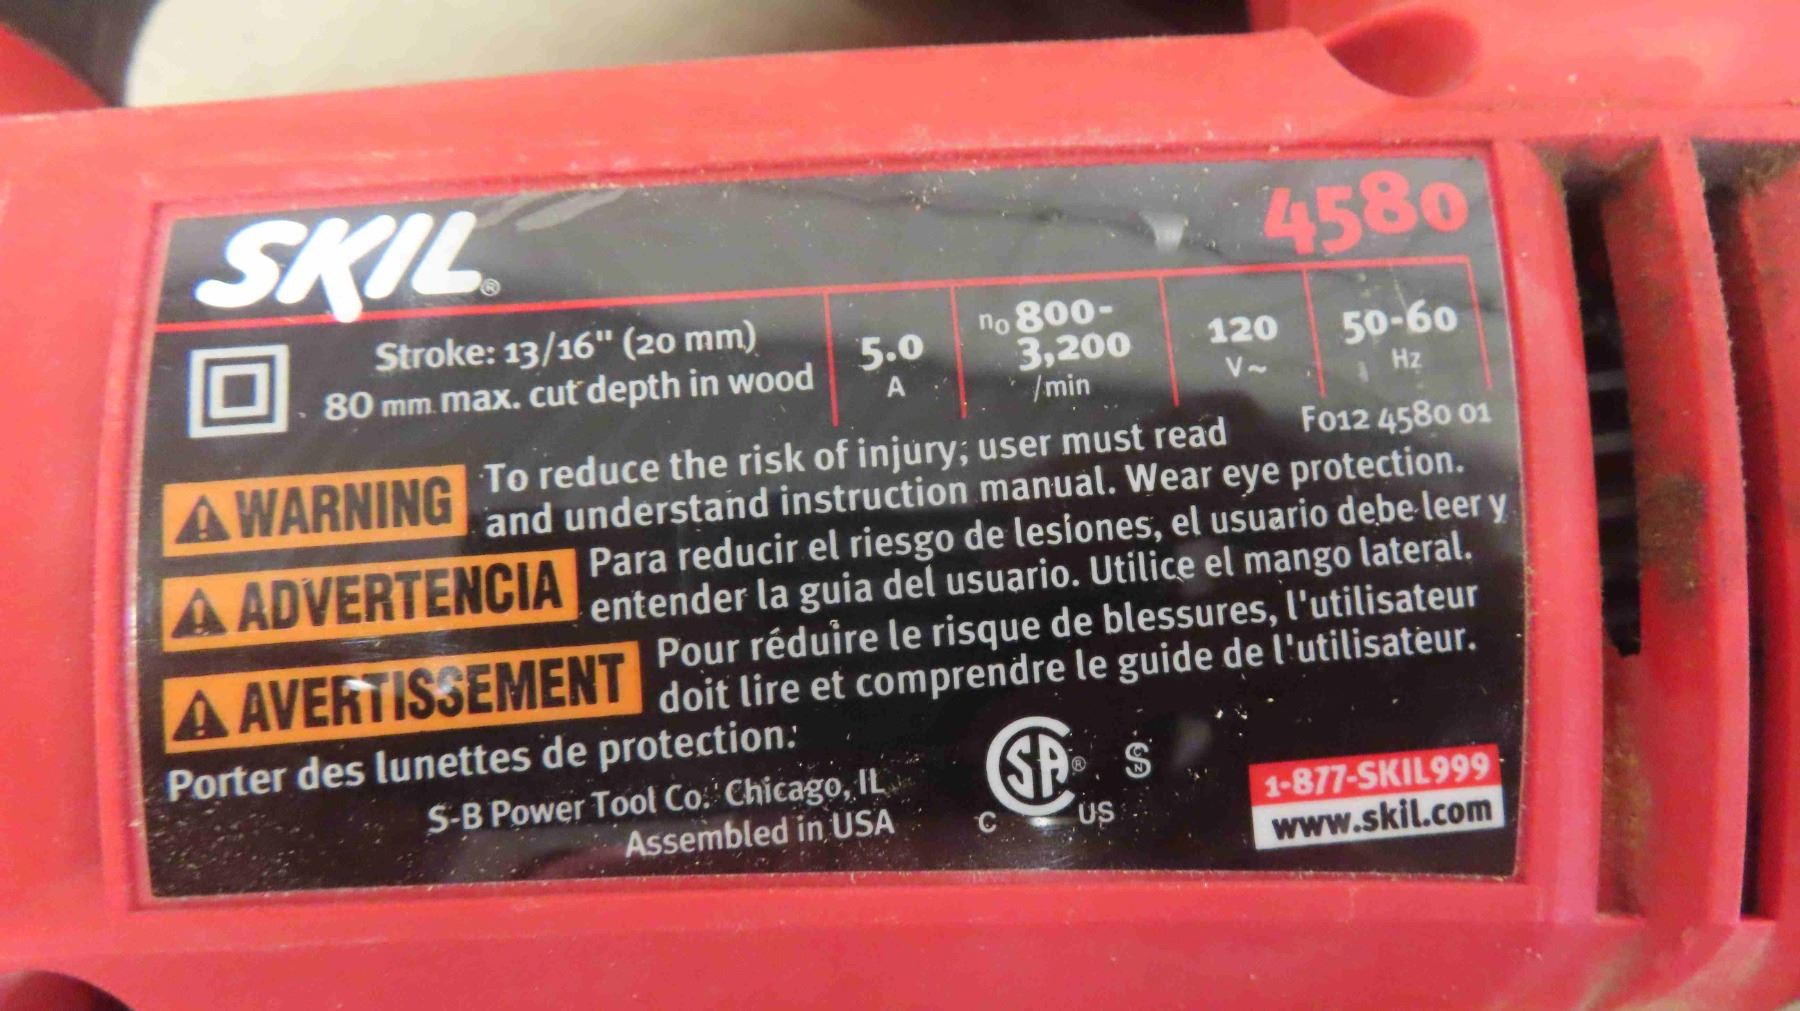 SKIL®
4580
Stroke: 13/16" (20 mm)
80 mm max. cut depth in wood
5.0
A
no 800-
3,200
/min
120
V~
50-60
Hz
F012 4580 01
WARNING
To reduce the risk of injury; user must read
and understand instruction manual. Wear eye protection.
ADVERTENCIA
Para reducir el riesgo de lesiones, el usuario debe leer y
entender la guia del usuario. Utilice el mango lateral.
AVERTISSEMENT
Pour réduire le risque de blessures, l'utilisateur
doit lire et comprendre le guide de l'utilisateur.
Porter des lunettes de protection.
S-B Power Tool Co. Chicago, IL
Assembled in USA
C SA® US
S
1-877-SKIL999
www.skil.com